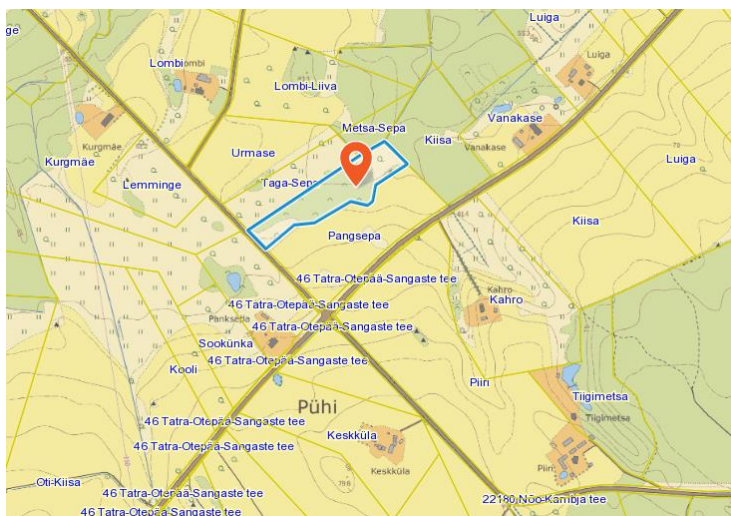 ge
Luiga
Luiga
Lombi
Lombi-Liiva
Vanakase
Metsa-Sepa
Kurgmäe
Kiisa
Vanakase
Urmase
Kurgmäe
Luiga
Lemminge
Taga-Sepa
Kiisa
Pangsepa
46 Tatra-Otepää-Sangaste tee
Kahro
Kahro
46 Tatra-Otepää-Sangaste tee
Panksepa
46 Tatra-Otepää-Sangaste tee
Sookünka
46 Tatra-Otepää-Sangaste tee
Kooli
Piiri
Tiigimetsa
Pühi
Tiigimetsa
46 Tatra-Otepää-Sangaste tee
Keskküla
46 Tatra-Otepää-Sangaste tee
Keskküla
Piiri
Oti-Kiisa
46 Tatra-Otepää-Sangaste tee
22180 Nõo-Kambja tee
46 Tatra-Otepää-Sangaste tee